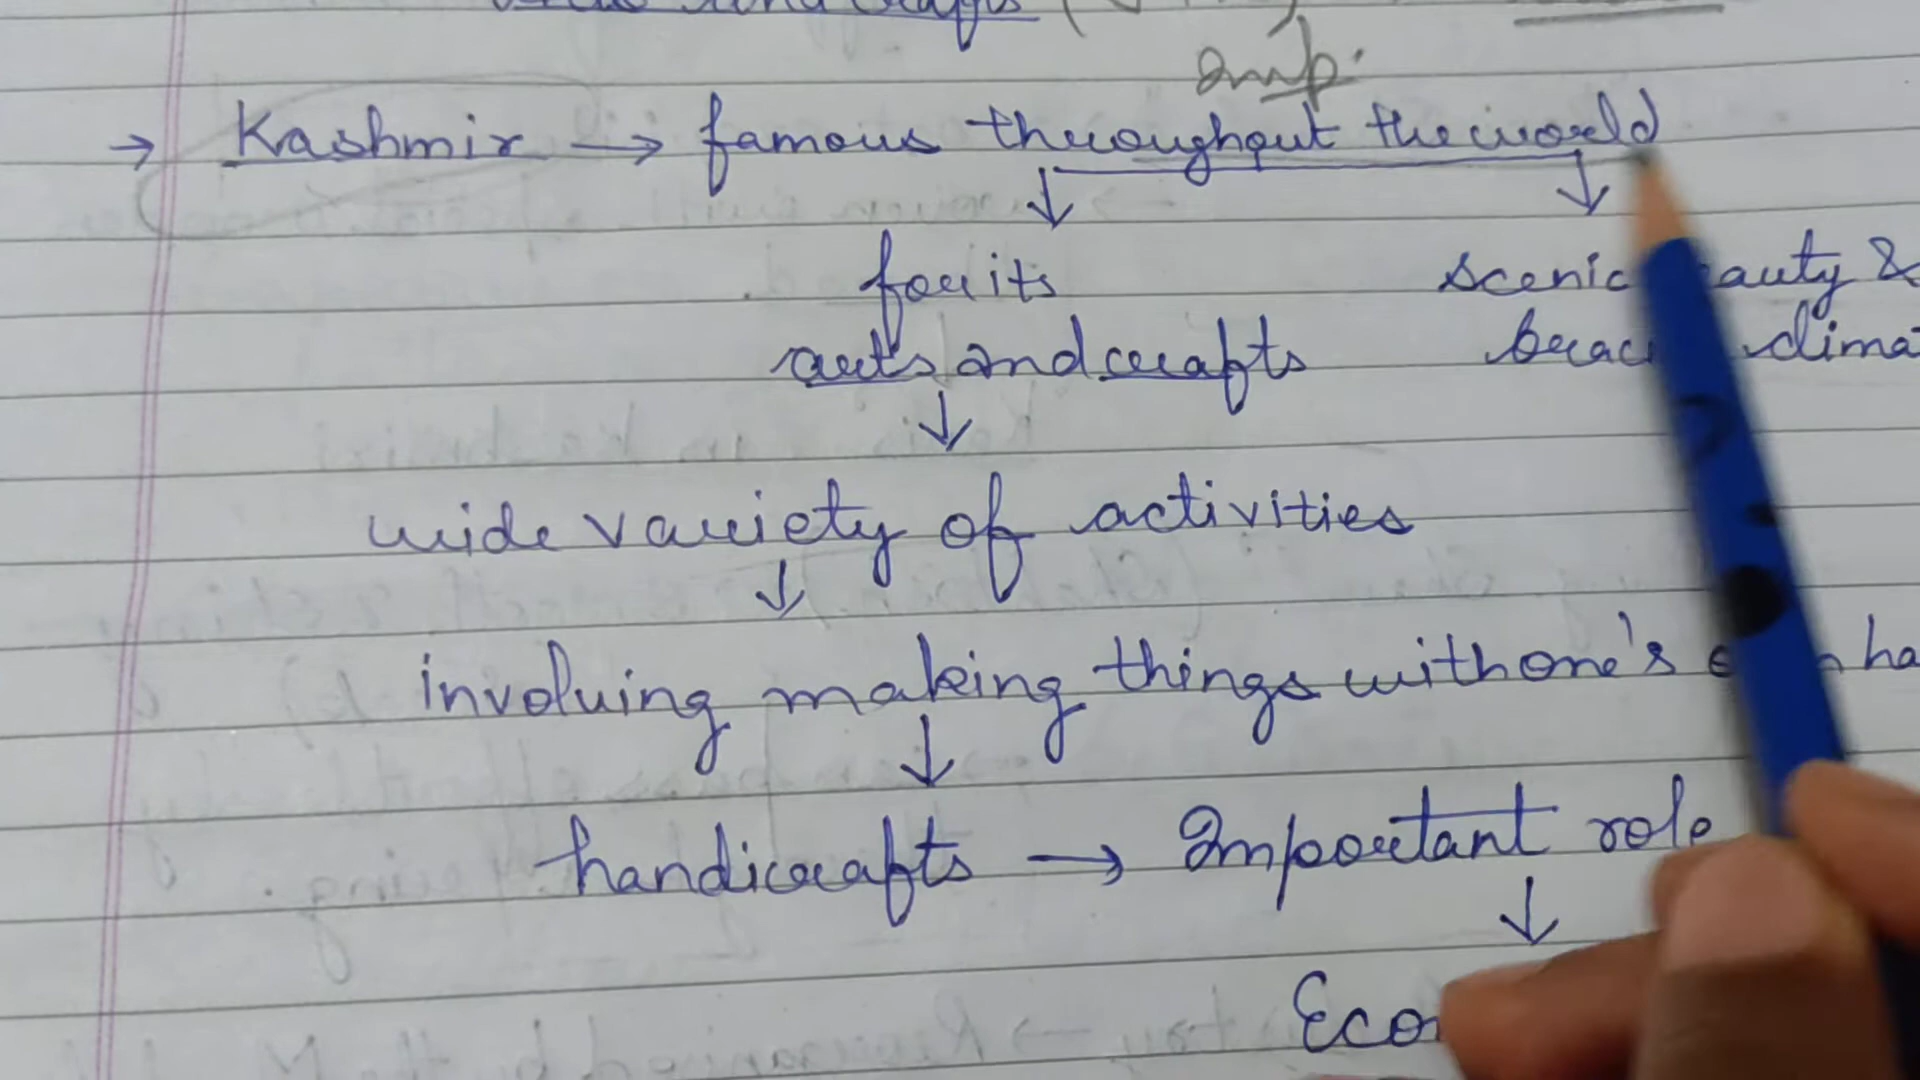 Imp.
→ Kashmir → famous throughout the world
↓ ↓
for its scenic
arts and crafts
↓
wide variety of activities
↓
involving making things with one's
↓
handicrafts → Important role
↓